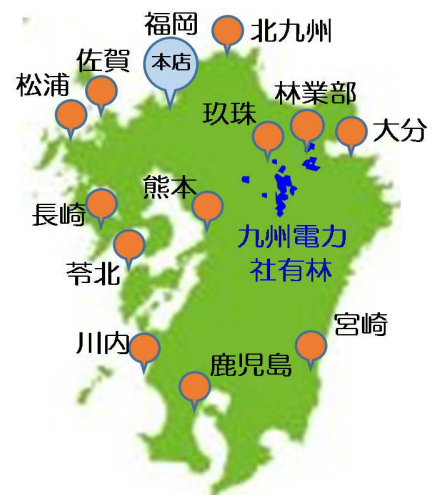 福岡
本店
北九州
佐賀
松浦
林業部
玖珠
大分
熊本
長崎
九州電力
社有林
苓北
宮崎
川内
鹿児島